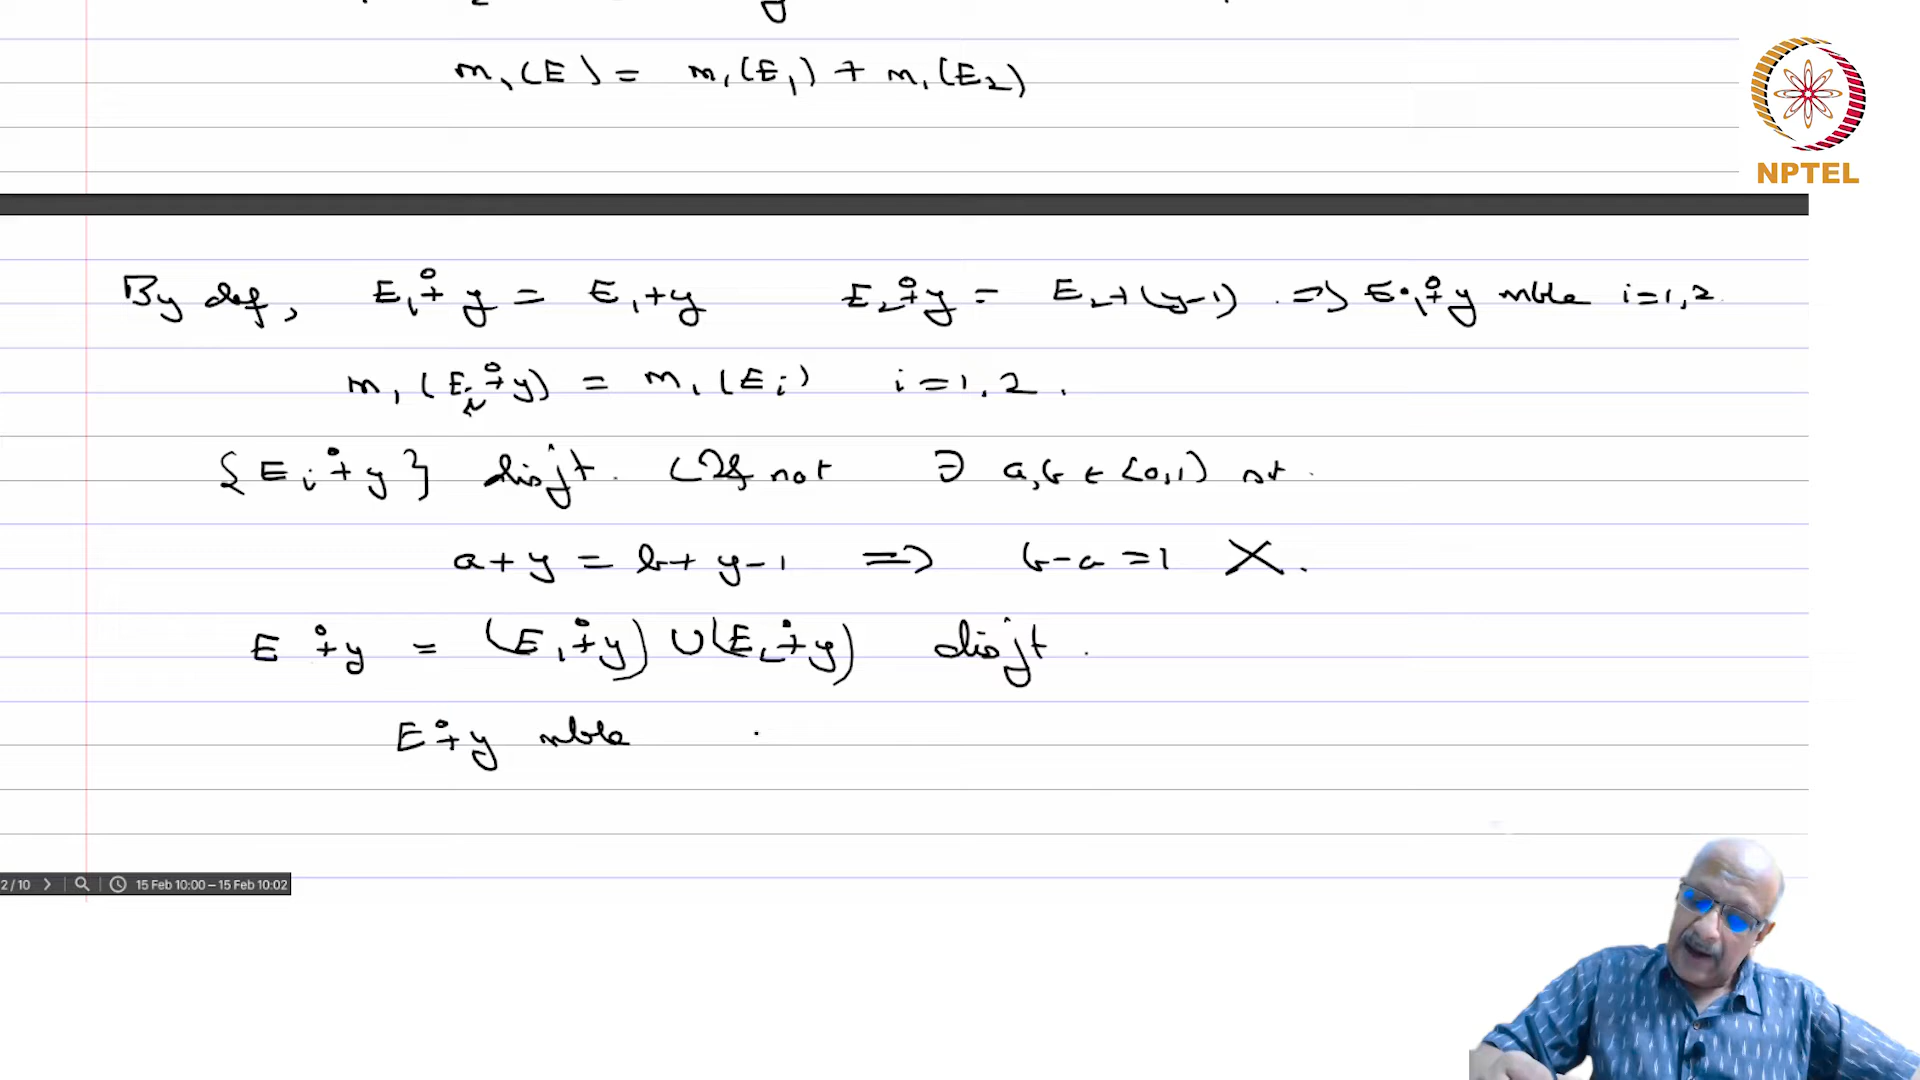 m₁(E) = m₁(E₁) + m₁(E₂)
NPTEL
By def, E₁ +̊ y = E₁+y E₂ +̊ y = E₂+(y-1). ⇒ Eᵢ +̊ y mble i=1,2.
m₁(Eᵢ +̊ y) = m₁(Eᵢ) i=1,2.
{Eᵢ +̊ y} disjt. (If not ∃ a,b ∈ [0,1) st.
a+y = b+y-1 ⇒ b-a=1 X.
E +̊ y = (E₁ +̊ y) ∪ (E₂ +̊ y) disjt.
E +̊ y mble
2/10 15 Feb 10:00 – 15 Feb 10:02